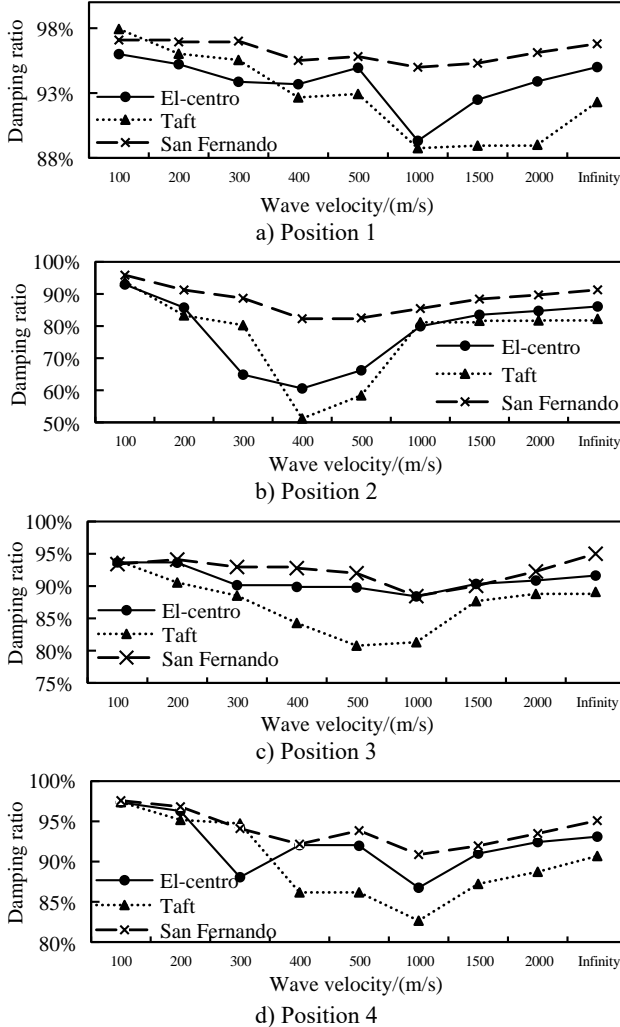 98%
93%
88%
Damping ratio
El-centro
Taft
San Fernando
100 200 300 400 500 1000 1500 2000 Infinity
Wave velocity/(m/s)
a) Position 1
100%
90%
80%
70%
60%
50%
Damping ratio
El-centro
Taft
San Fernando
100 200 300 400 500 1000 1500 2000 Infinity
Wave velocity/(m/s)
b) Position 2
100%
95%
90%
85%
80%
75%
Damping ratio
El-centro
Taft
San Fernando
100 200 300 400 500 1000 1500 2000 Infinity
Wave velocity/(m/s)
c) Position 3
100%
95%
90%
85%
80%
Damping ratio
El-centro
Taft
San Fernando
100 200 300 400 500 1000 1500 2000 Infinity
Wave velocity/(m/s)
d) Position 4